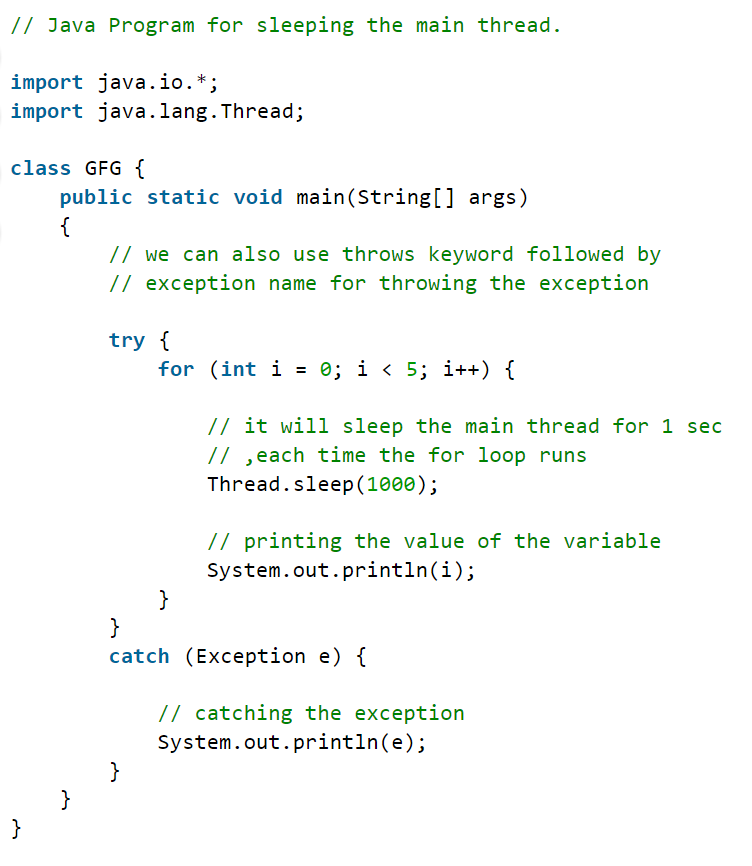 // Java Program for sleeping the main thread.
import java.io.*;
import java.lang.Thread;
class GFG {
    public static void main(String[] args)
    {
        // we can also use throws keyword followed by
        // exception name for throwing the exception
        try {
            for (int i = 0; i < 5; i++) {
                // it will sleep the main thread for 1 sec
                // ,each time the for loop runs
                Thread.sleep(1000);
                // printing the value of the variable
                System.out.println(i);
            }
        }
        catch (Exception e) {
            // catching the exception
            System.out.println(e);
        }
    }
}